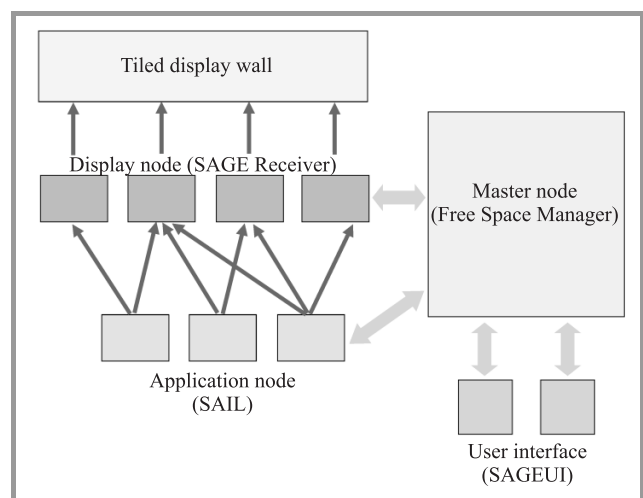 Tiled display wall
Display node (SAGE Receiver)
Master node
(Free Space Manager)
Application node
(SAIL)
User interface
(SAGEUI)